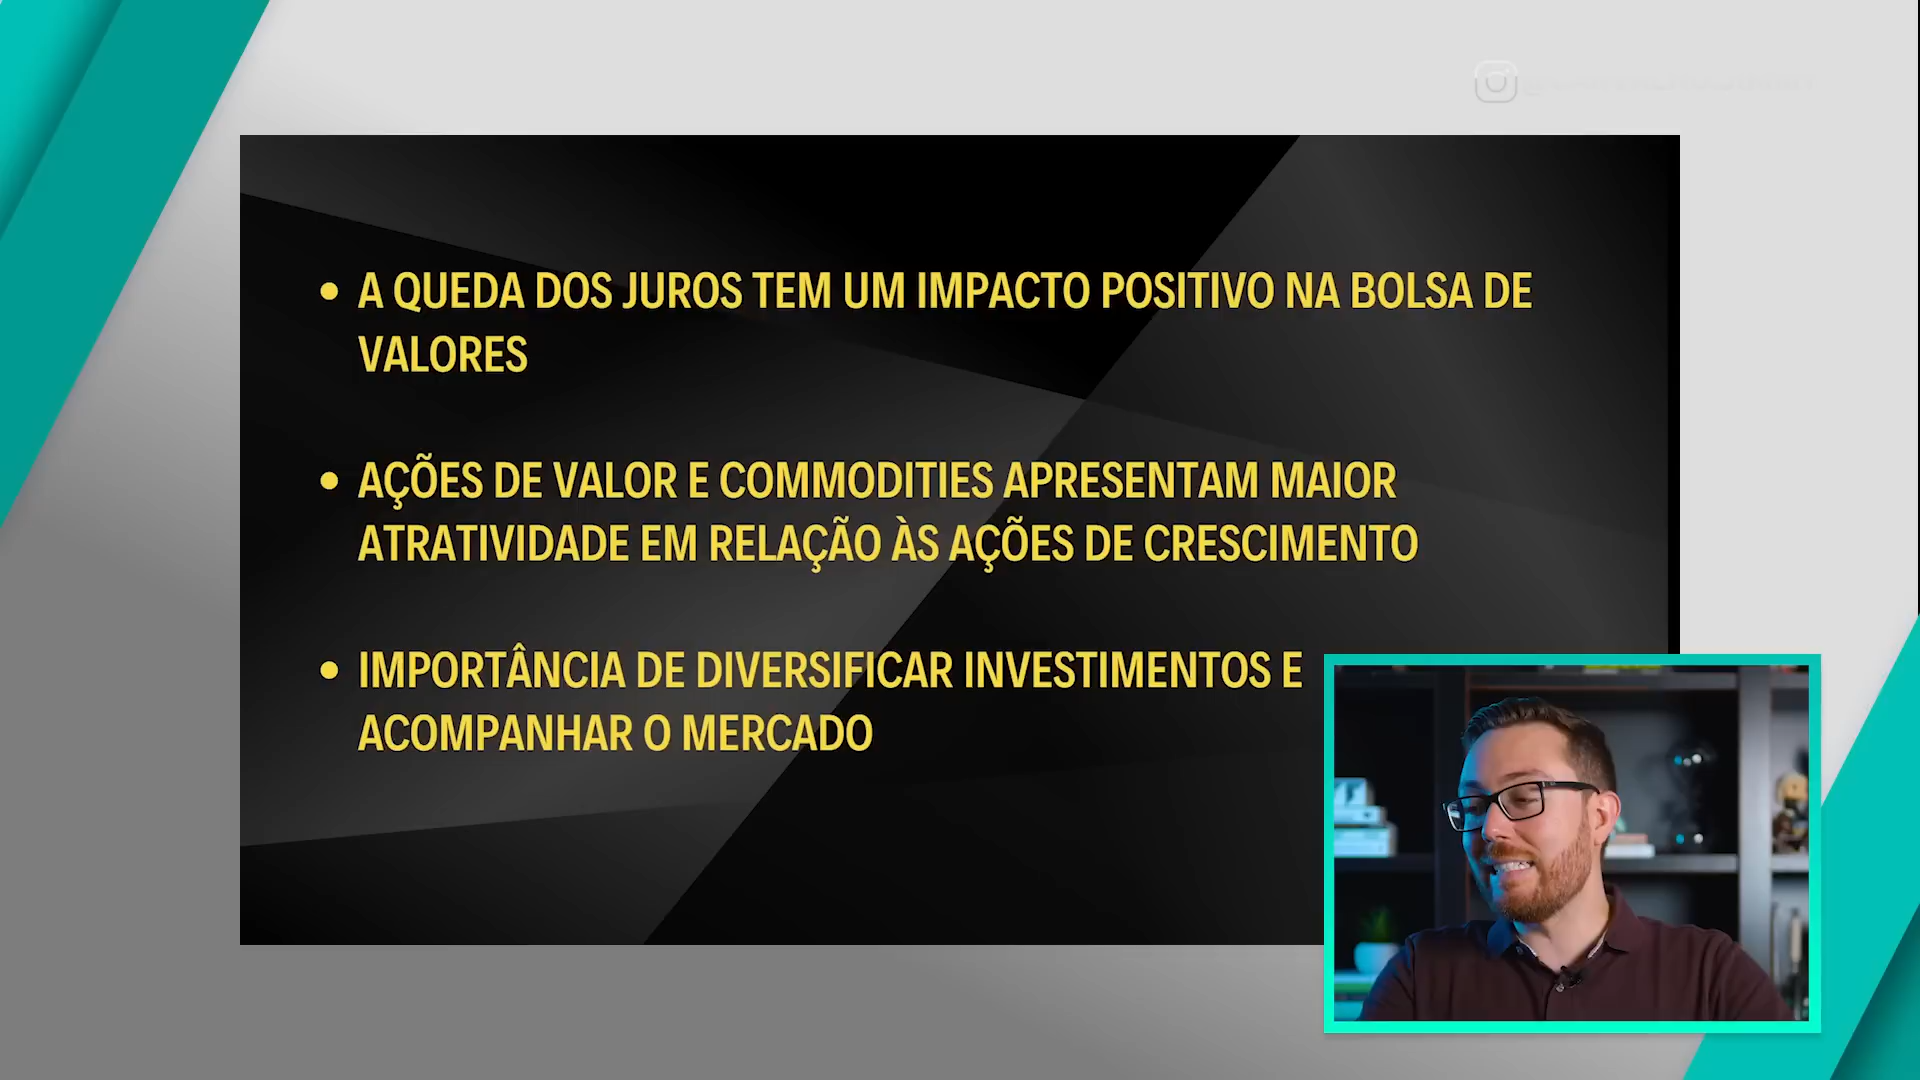 • A QUEDA DOS JUROS TEM UM IMPACTO POSITIVO NA BOLSA DE
VALORES
• AÇÕES DE VALOR E COMMODITIES APRESENTAM MAIOR
ATRATIVIDADE EM RELAÇÃO ÀS AÇÕES DE CRESCIMENTO
• IMPORTÂNCIA DE DIVERSIFICAR INVESTIMENTOS E
ACOMPANHAR O MERCADO